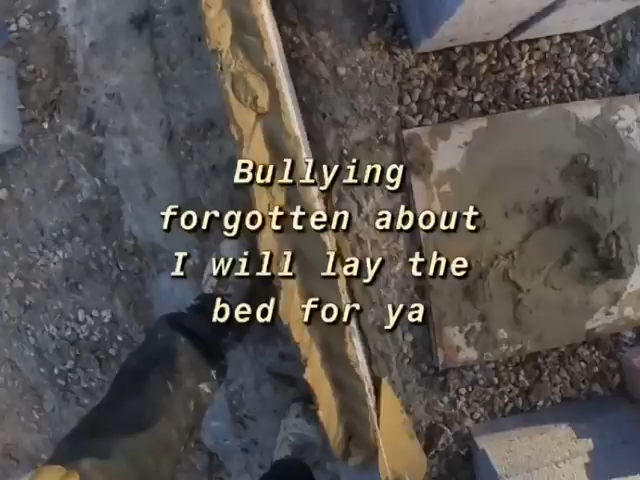 Bullying
forgotten about
I will lay the
bed for ya